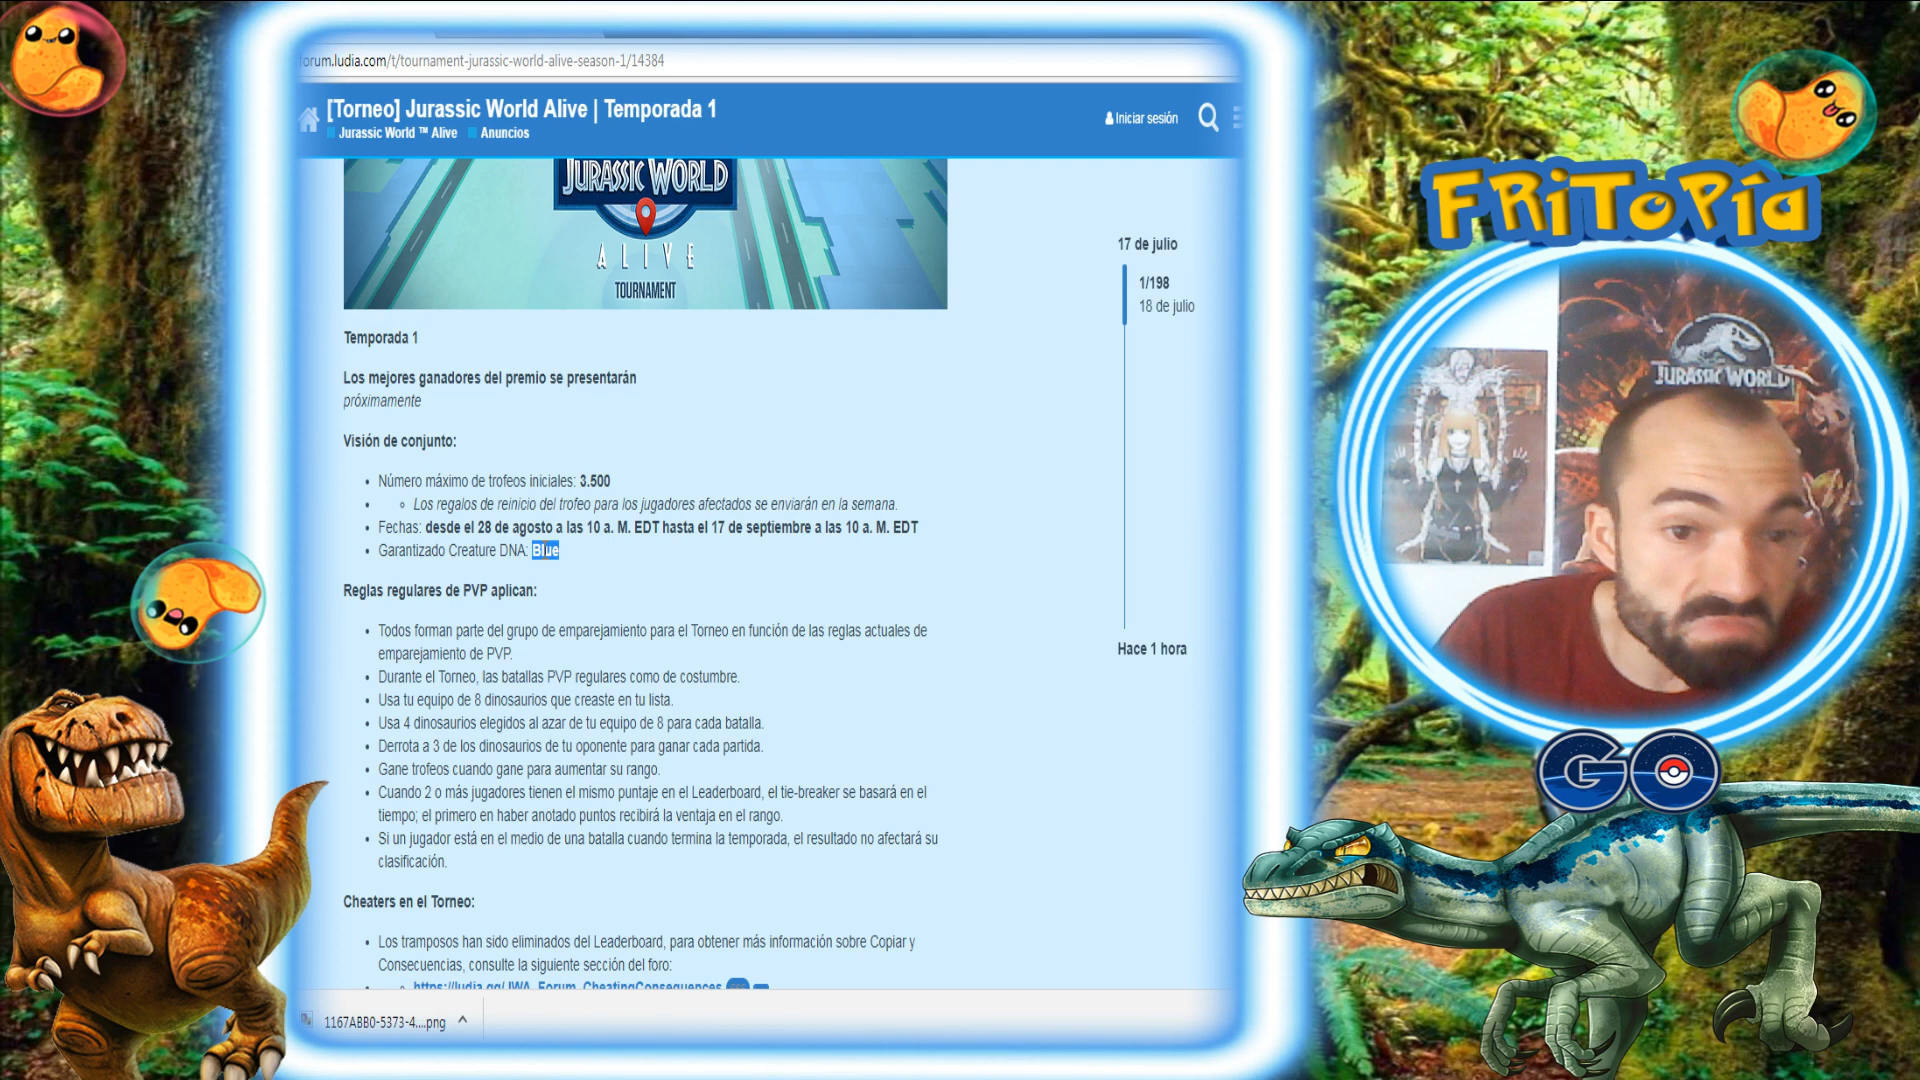 forum.ludia.com/t/tournament-jurassic-world-alive-season-1/14384
[Torneo] Jurassic World Alive | Temporada 1
Jurassic World ™ Alive Anuncios
Iniciar sesión
JURASSIC WORLD
ALIVE
TOURNAMENT
Temporada 1
Los mejores ganadores del premio se presentarán
próximamente
Visión de conjunto:
Número máximo de trofeos iniciales: 3.500
Los regalos de reinicio del trofeo para los jugadores afectados se enviarán en la semana.
Fechas: desde el 28 de agosto a las 10 a. M. EDT hasta el 17 de septiembre a las 10 a. M. EDT
Garantizado Creature DNA: Blue
Reglas regulares de PVP aplican:
Todos forman parte del grupo de emparejamiento para el Torneo en función de las reglas actuales de
emparejamiento de PVP.
Durante el Torneo, las batallas PVP regulares como de costumbre.
Usa tu equipo de 8 dinosaurios que creaste en tu lista.
Usa 4 dinosaurios elegidos al azar de tu equipo de 8 para cada batalla.
Derrota a 3 de los dinosaurios de tu oponente para ganar cada partida.
Gane trofeos cuando gane para aumentar su rango.
Cuando 2 o más jugadores tienen el mismo puntaje en el Leaderboard, el tie-breaker se basará en el
tiempo; el primero en haber anotado puntos recibirá la ventaja en el rango.
Si un jugador está en el medio de una batalla cuando termina la temporada, el resultado no afectará su
clasificación.
Cheaters en el Torneo:
Los tramposos han sido eliminados del Leaderboard, para obtener más información sobre Copiar y
Consecuencias, consulte la siguiente sección del foro:
https://ludia.gg/JWA_Forum_CheatingConsequences
17 de julio
1/198
18 de julio
Hace 1 hora
1167ABB0-5373-4....png
FRiToPía
JURASSIC WORLD
GO